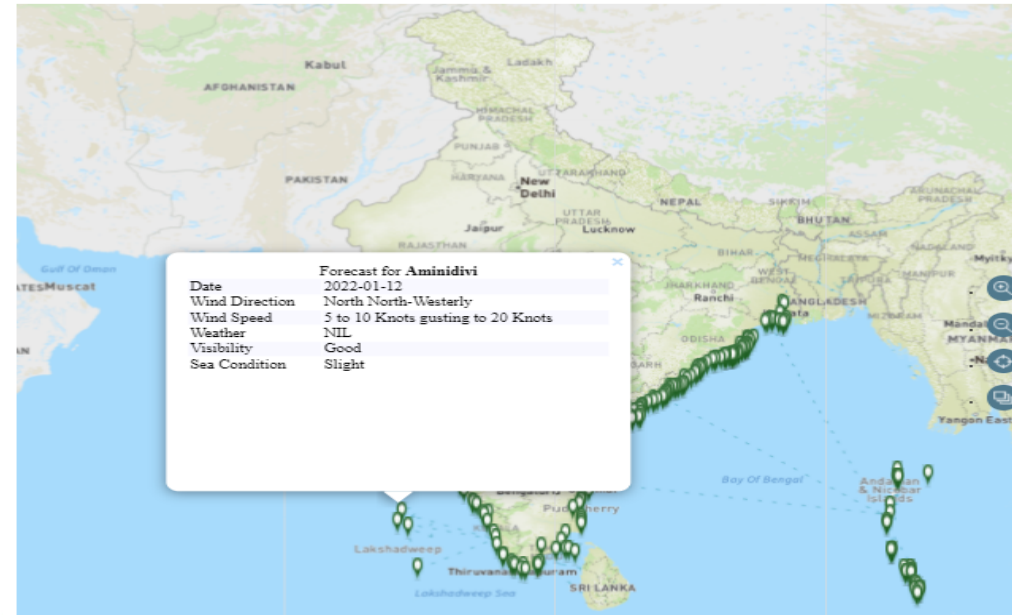 Kabul
Ladakh
Jammu &
Kashmir
AFGHANISTAN
HIMACHAL
PRADESH
PUNJAB
PAKISTAN
HARYANA
UTTARAKHAND
New
Delhi
NEPAL
SIKKIM
ARUNACHAL
PRADESH
UTTAR
PRADESH
BHUTAN
Jaipur
Lucknow
ASSAM
RAJASTHAN
BIHAR
MEGHALAYA
NAGALAND
Gulf Of Oman
Muscat
Myitky
Forecast for Aminidivi
Date 2022-01-12
Wind Direction North North-Westerly
Wind Speed 5 to 10 Knots gusting to 20 Knots
Weather NIL
Visibility Good
Sea Condition Slight
WEST
BENGAL
TRIPURA
MANIPUR
JHARKHAND
Ranchi
BANGLADESH
MIZORAM
Mandal
ODISHA
MYANMAR
Yangon East
Bay Of Bengal
Andaman
& Nicobar
Islands
Bengaluru
Puducherry
Lakshadweep
SRI LANKA
Lakshadweep Sea